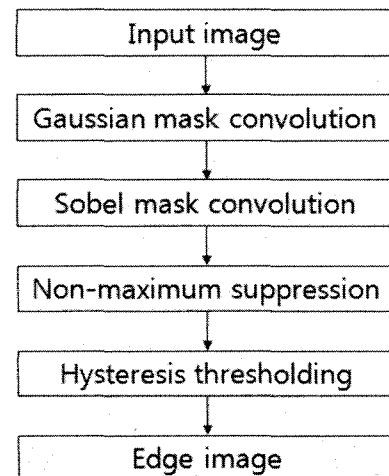 Input image
Gaussian mask convolution
Sobel mask convolution
Non-maximum suppression
Hysteresis thresholding
Edge image